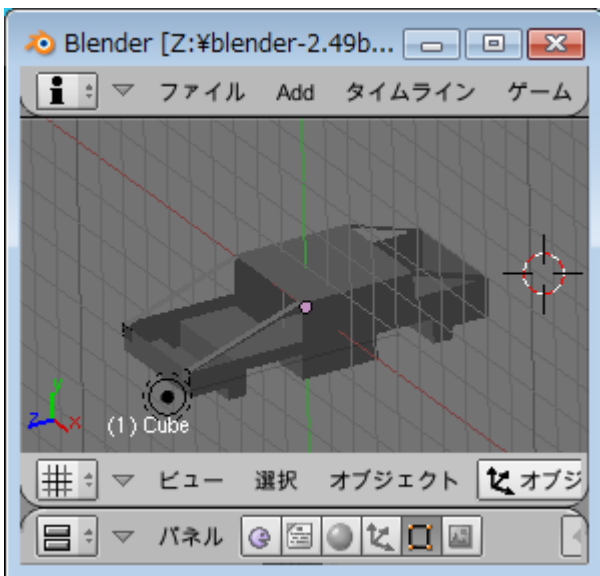 Blender [Z:¥blender-2.49b...
ファイル Add タイムライン ゲーム
y
z x
(1) Cube
ビュー 選択 オブジェクト オブジ
パネル